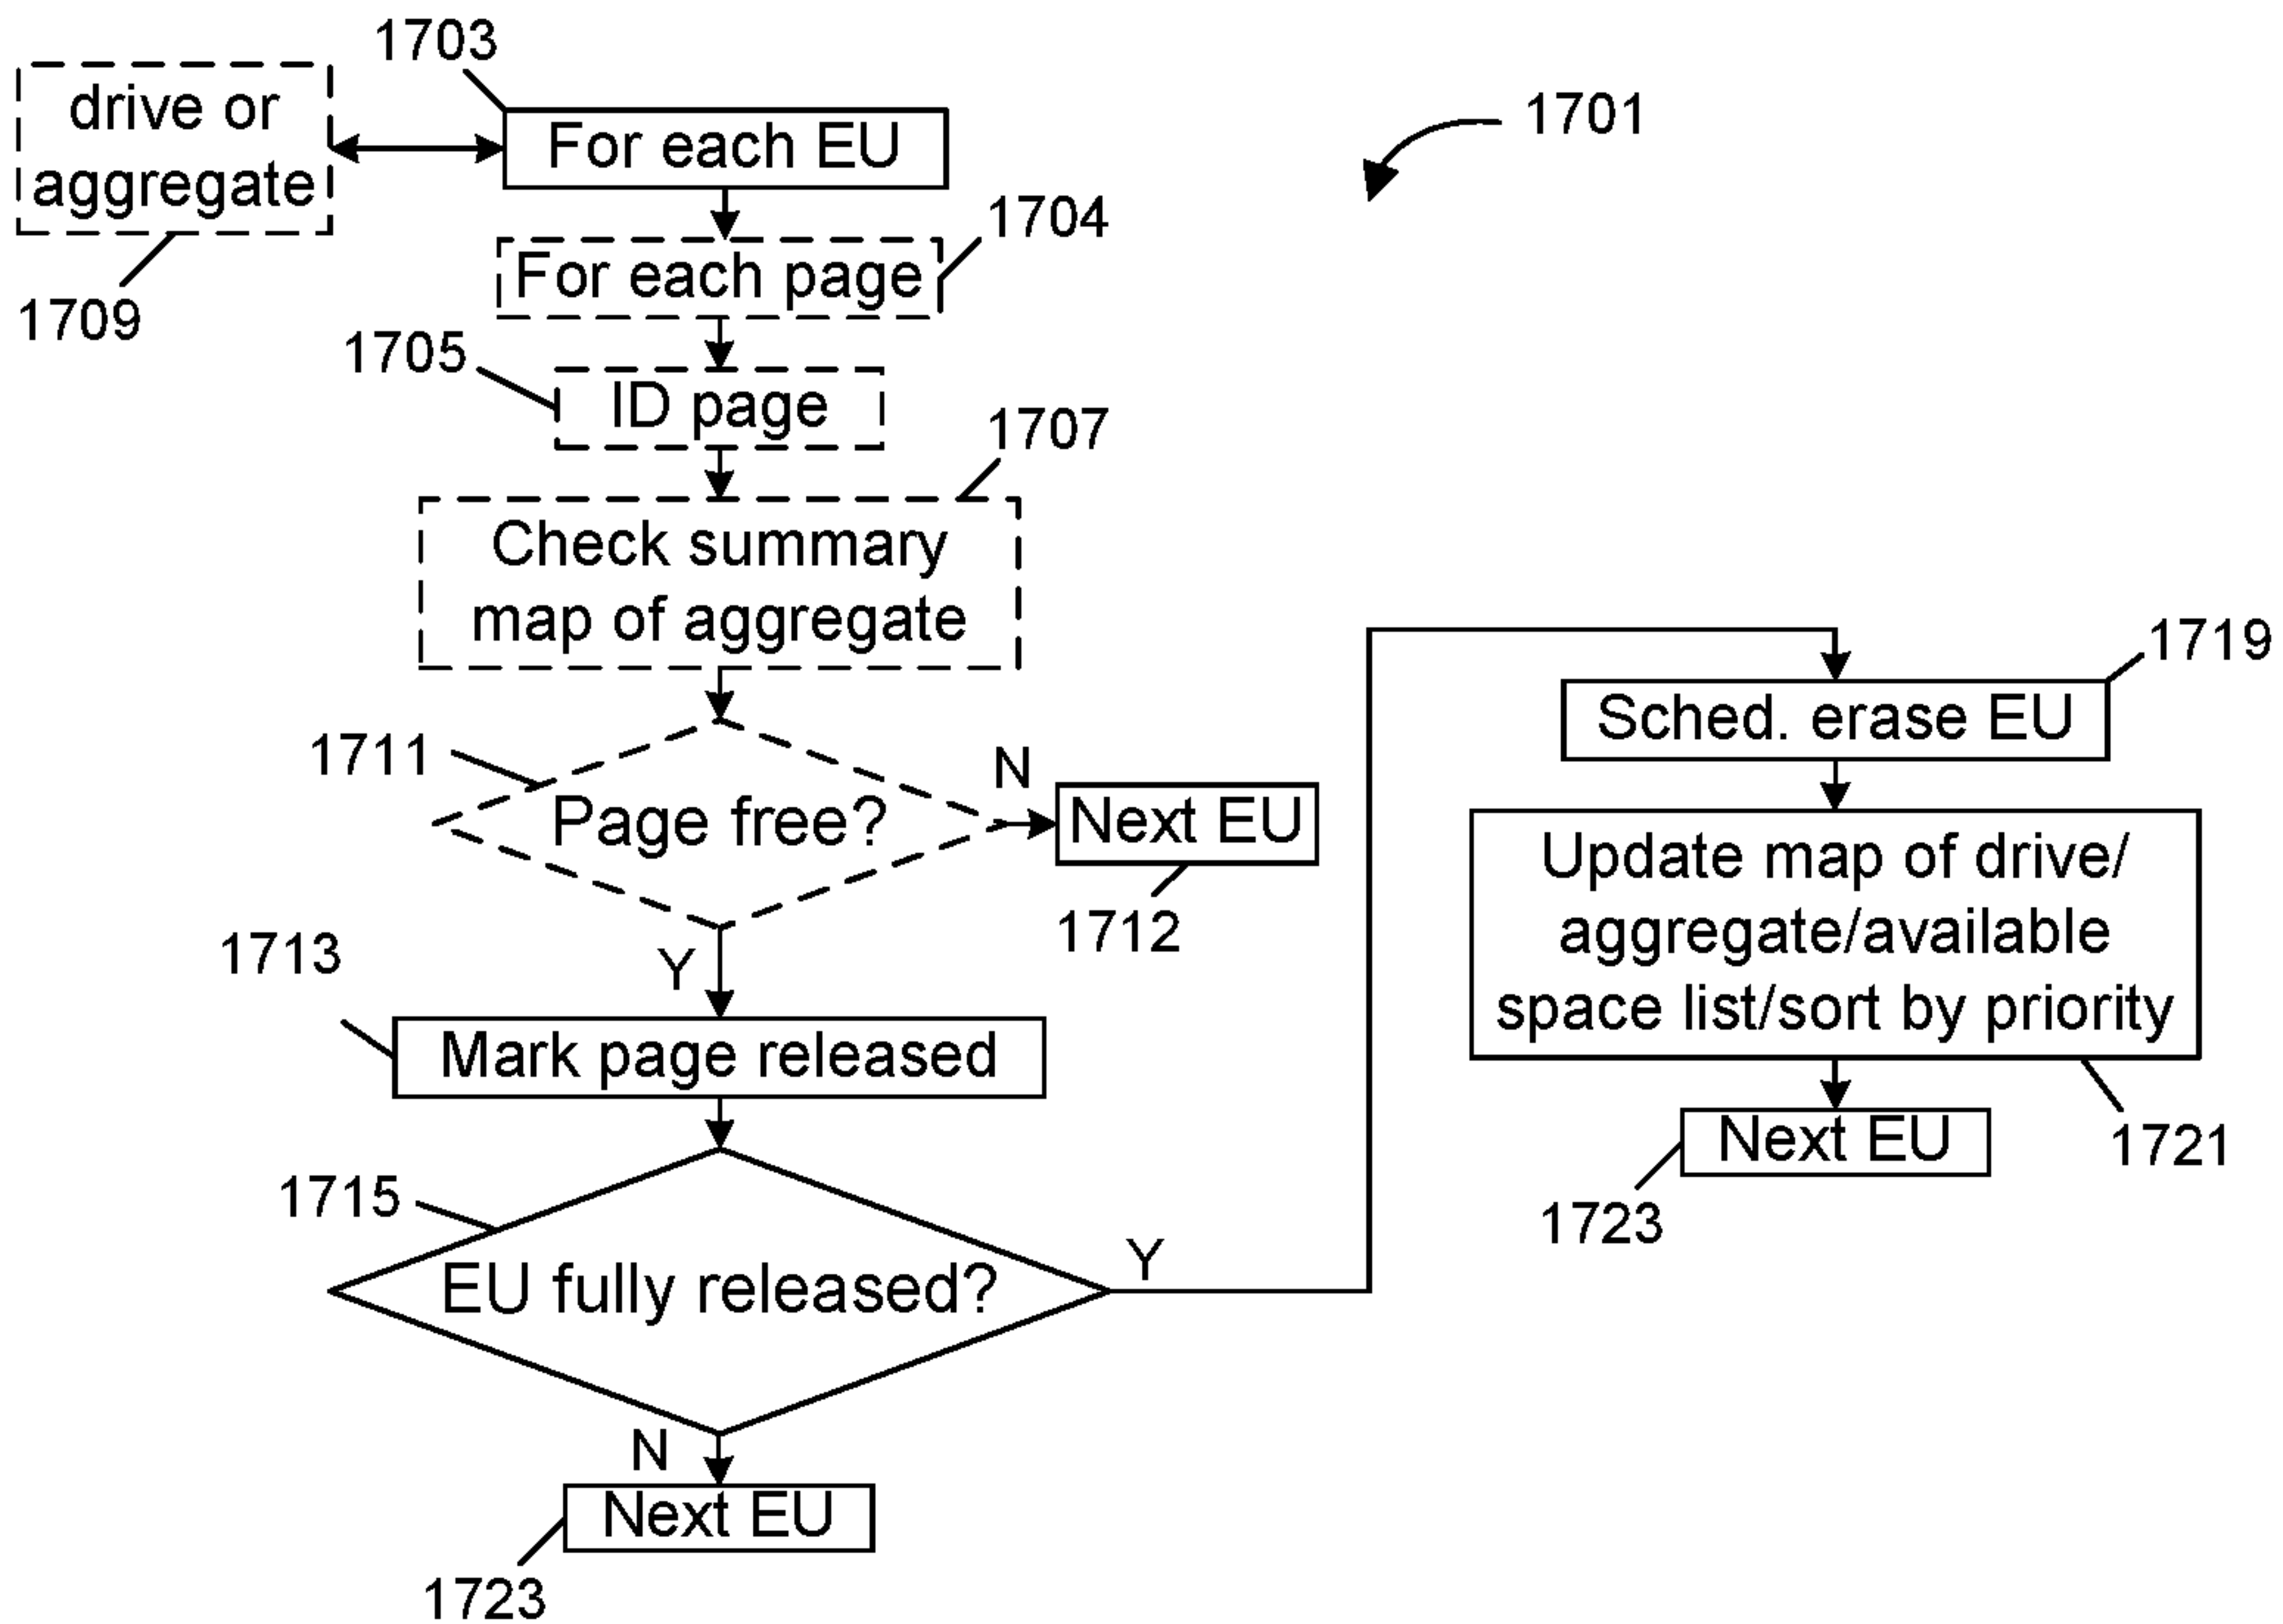 1703
drive or
aggregate
For each EU
1701
1704
For each page
1709
1705
ID page
1707
Check summary
map of aggregate
1719
Sched. erase EU
1711
Page free?
N
Next EU
1712
Update map of drive/
aggregate/available
space list/sort by priority
1713
Y
Mark page released
1721
Next EU
1723
1715
EU fully released?
Y
N
Next EU
1723